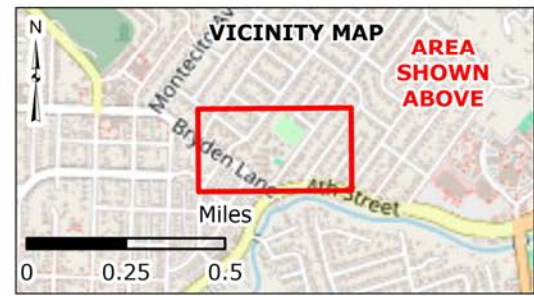 N
VICINITY MAP
AREA
SHOWN
ABOVE
Montecito Av
Bryden Lane
4th Street
Miles
0 0.25 0.5